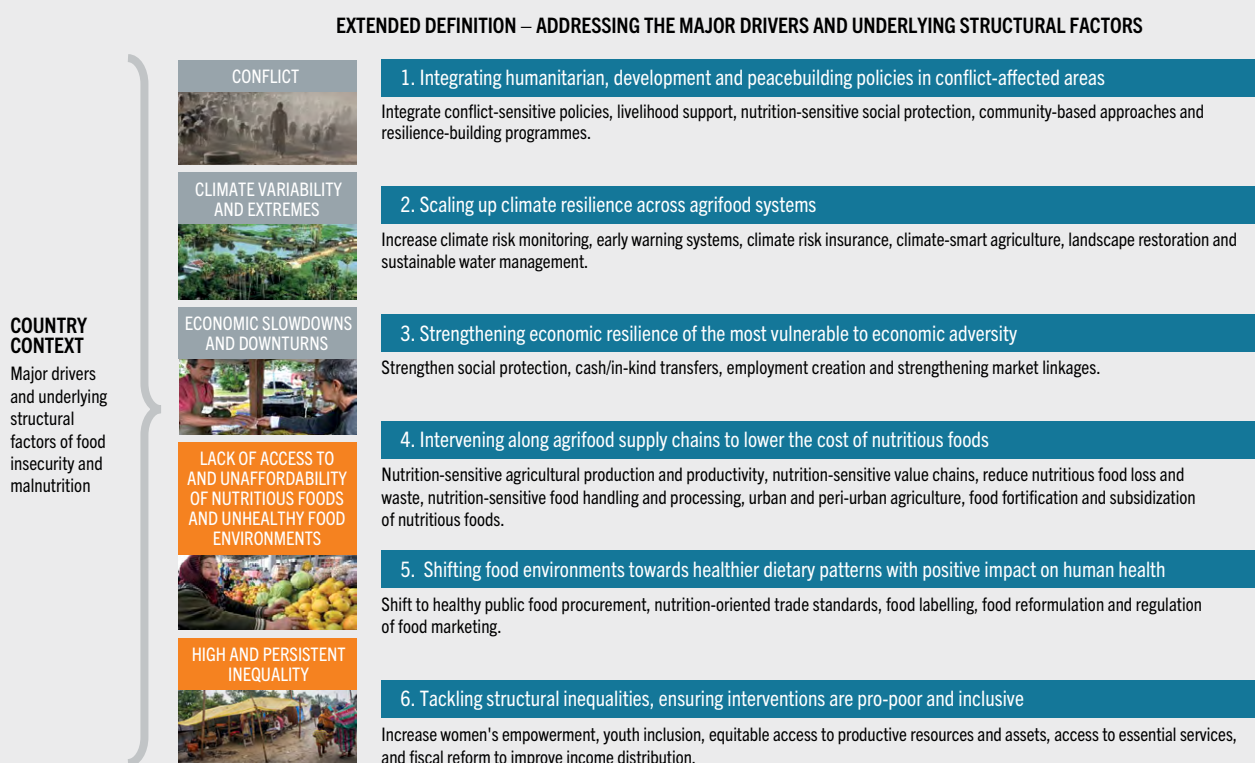 EXTENDED DEFINITION – ADDRESSING THE MAJOR DRIVERS AND UNDERLYING STRUCTURAL FACTORS
COUNTRY
CONTEXT
Major drivers
and underlying
structural
factors of food
insecurity and
malnutrition
CONFLICT
1. Integrating humanitarian, development and peacebuilding policies in conflict-affected areas
Integrate conflict-sensitive policies, livelihood support, nutrition-sensitive social protection, community-based approaches and
resilience-building programmes.
CLIMATE VARIABILITY
AND EXTREMES
2. Scaling up climate resilience across agrifood systems
Increase climate risk monitoring, early warning systems, climate risk insurance, climate-smart agriculture, landscape restoration and
sustainable water management.
ECONOMIC SLOWDOWNS
AND DOWNTURNS
3. Strengthening economic resilience of the most vulnerable to economic adversity
Strengthen social protection, cash/in-kind transfers, employment creation and strengthening market linkages.
LACK OF ACCESS TO
AND UNAFFORDABILITY
OF NUTRITIOUS FOODS
AND UNHEALTHY FOOD
ENVIRONMENTS
4. Intervening along agrifood supply chains to lower the cost of nutritious foods
Nutrition-sensitive agricultural production and productivity, nutrition-sensitive value chains, reduce nutritious food loss and
waste, nutrition-sensitive food handling and processing, urban and peri-urban agriculture, food fortification and subsidization
of nutritious foods.
5. Shifting food environments towards healthier dietary patterns with positive impact on human health
Shift to healthy public food procurement, nutrition-oriented trade standards, food labelling, food reformulation and regulation
of food marketing.
HIGH AND PERSISTENT
INEQUALITY
6. Tackling structural inequalities, ensuring interventions are pro-poor and inclusive
Increase women's empowerment, youth inclusion, equitable access to productive resources and assets, access to essential services,
and fiscal reform to improve income distribution.